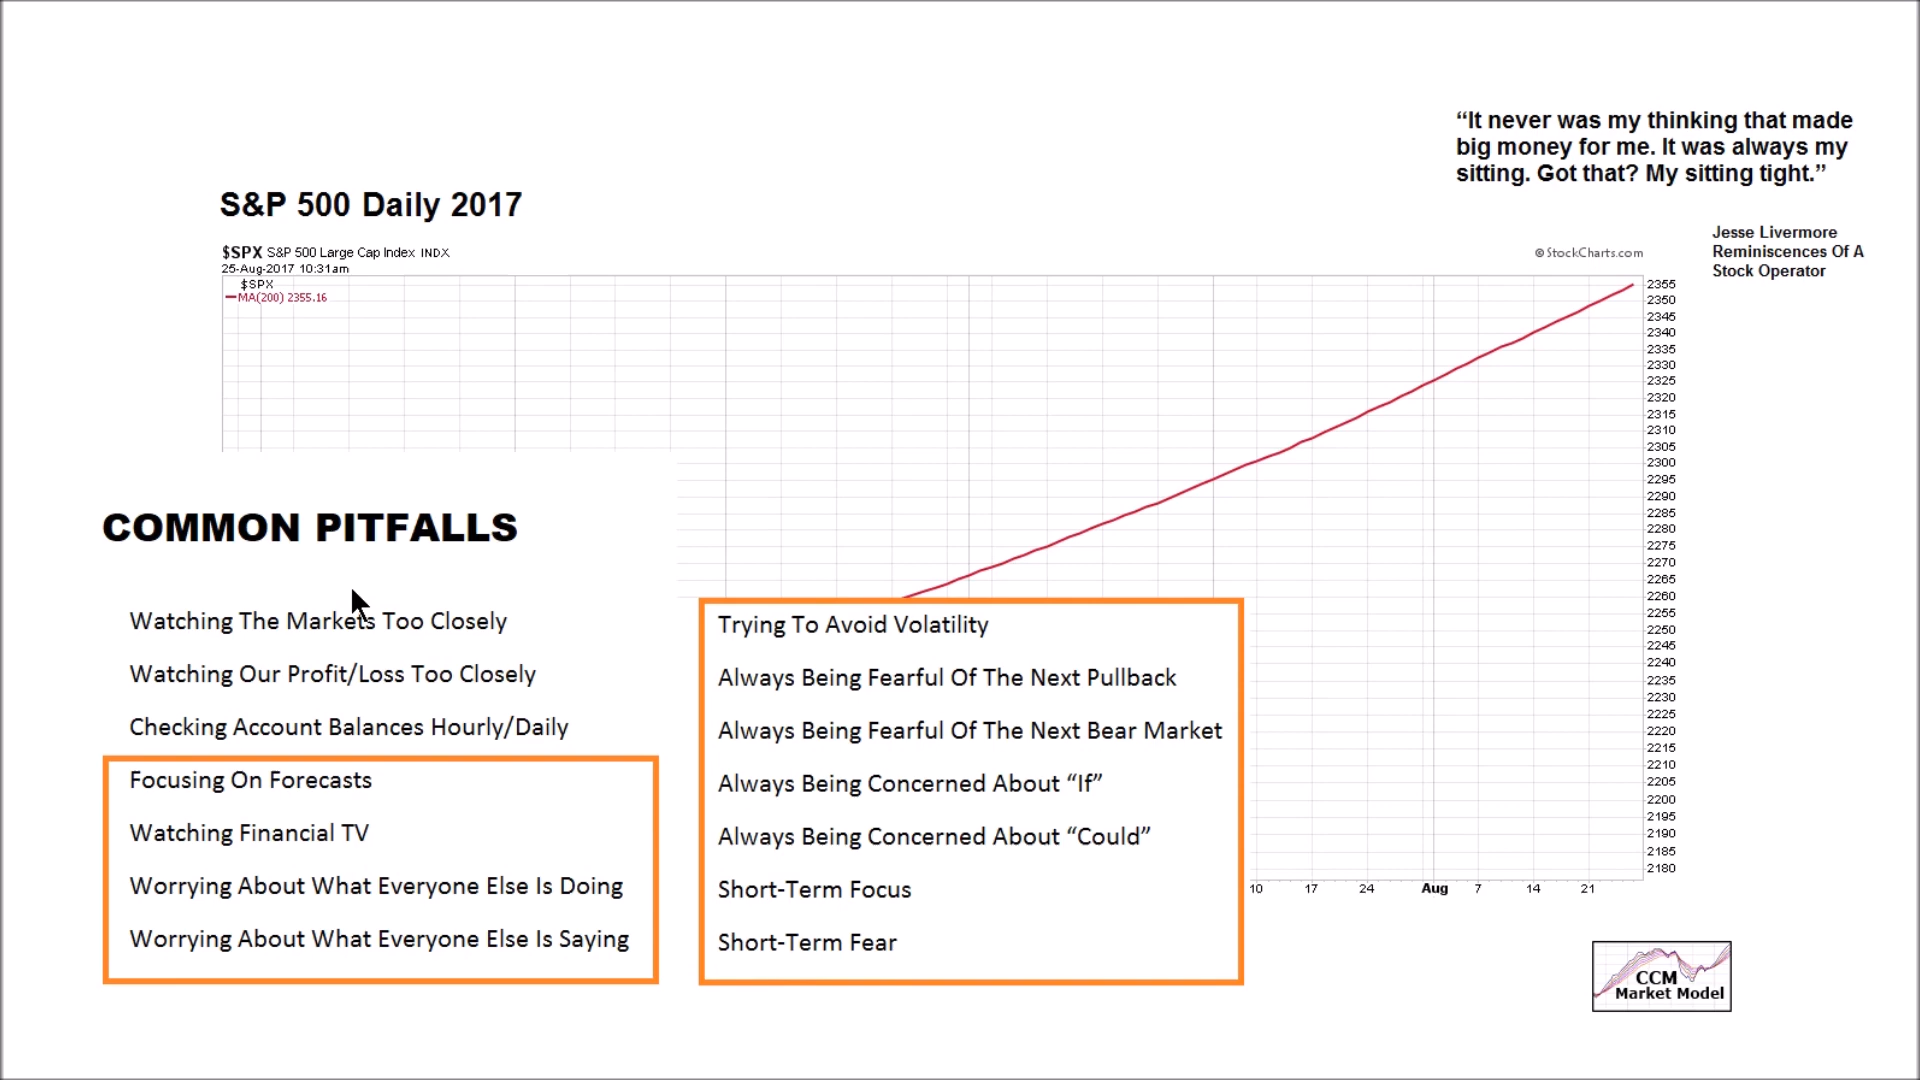 “It never was my thinking that made
big money for me. It was always my
sitting. Got that? My sitting tight.”
Jesse Livermore
Reminiscences Of A
Stock Operator
S&P 500 Daily 2017
$SPX S&P 500 Large Cap Index INDX
©StockCharts.com
25-Aug-2017 10:31am
$SPX
MA(200) 2355.16
2355
2350
2345
2340
2335
2330
2325
2320
2315
2310
2305
2300
2295
2290
2285
2280
2275
2270
2265
2260
2255
2250
2245
2240
2235
2230
2225
2220
2215
2210
2205
2200
2195
2190
2185
2180
10 17 24 Aug 7 14 21
COMMON PITFALLS
Watching The Markets Too Closely
Watching Our Profit/Loss Too Closely
Checking Account Balances Hourly/Daily
Focusing On Forecasts
Watching Financial TV
Worrying About What Everyone Else Is Doing
Worrying About What Everyone Else Is Saying
Trying To Avoid Volatility
Always Being Fearful Of The Next Pullback
Always Being Fearful Of The Next Bear Market
Always Being Concerned About “If”
Always Being Concerned About “Could”
Short-Term Focus
Short-Term Fear
CCM
Market Model